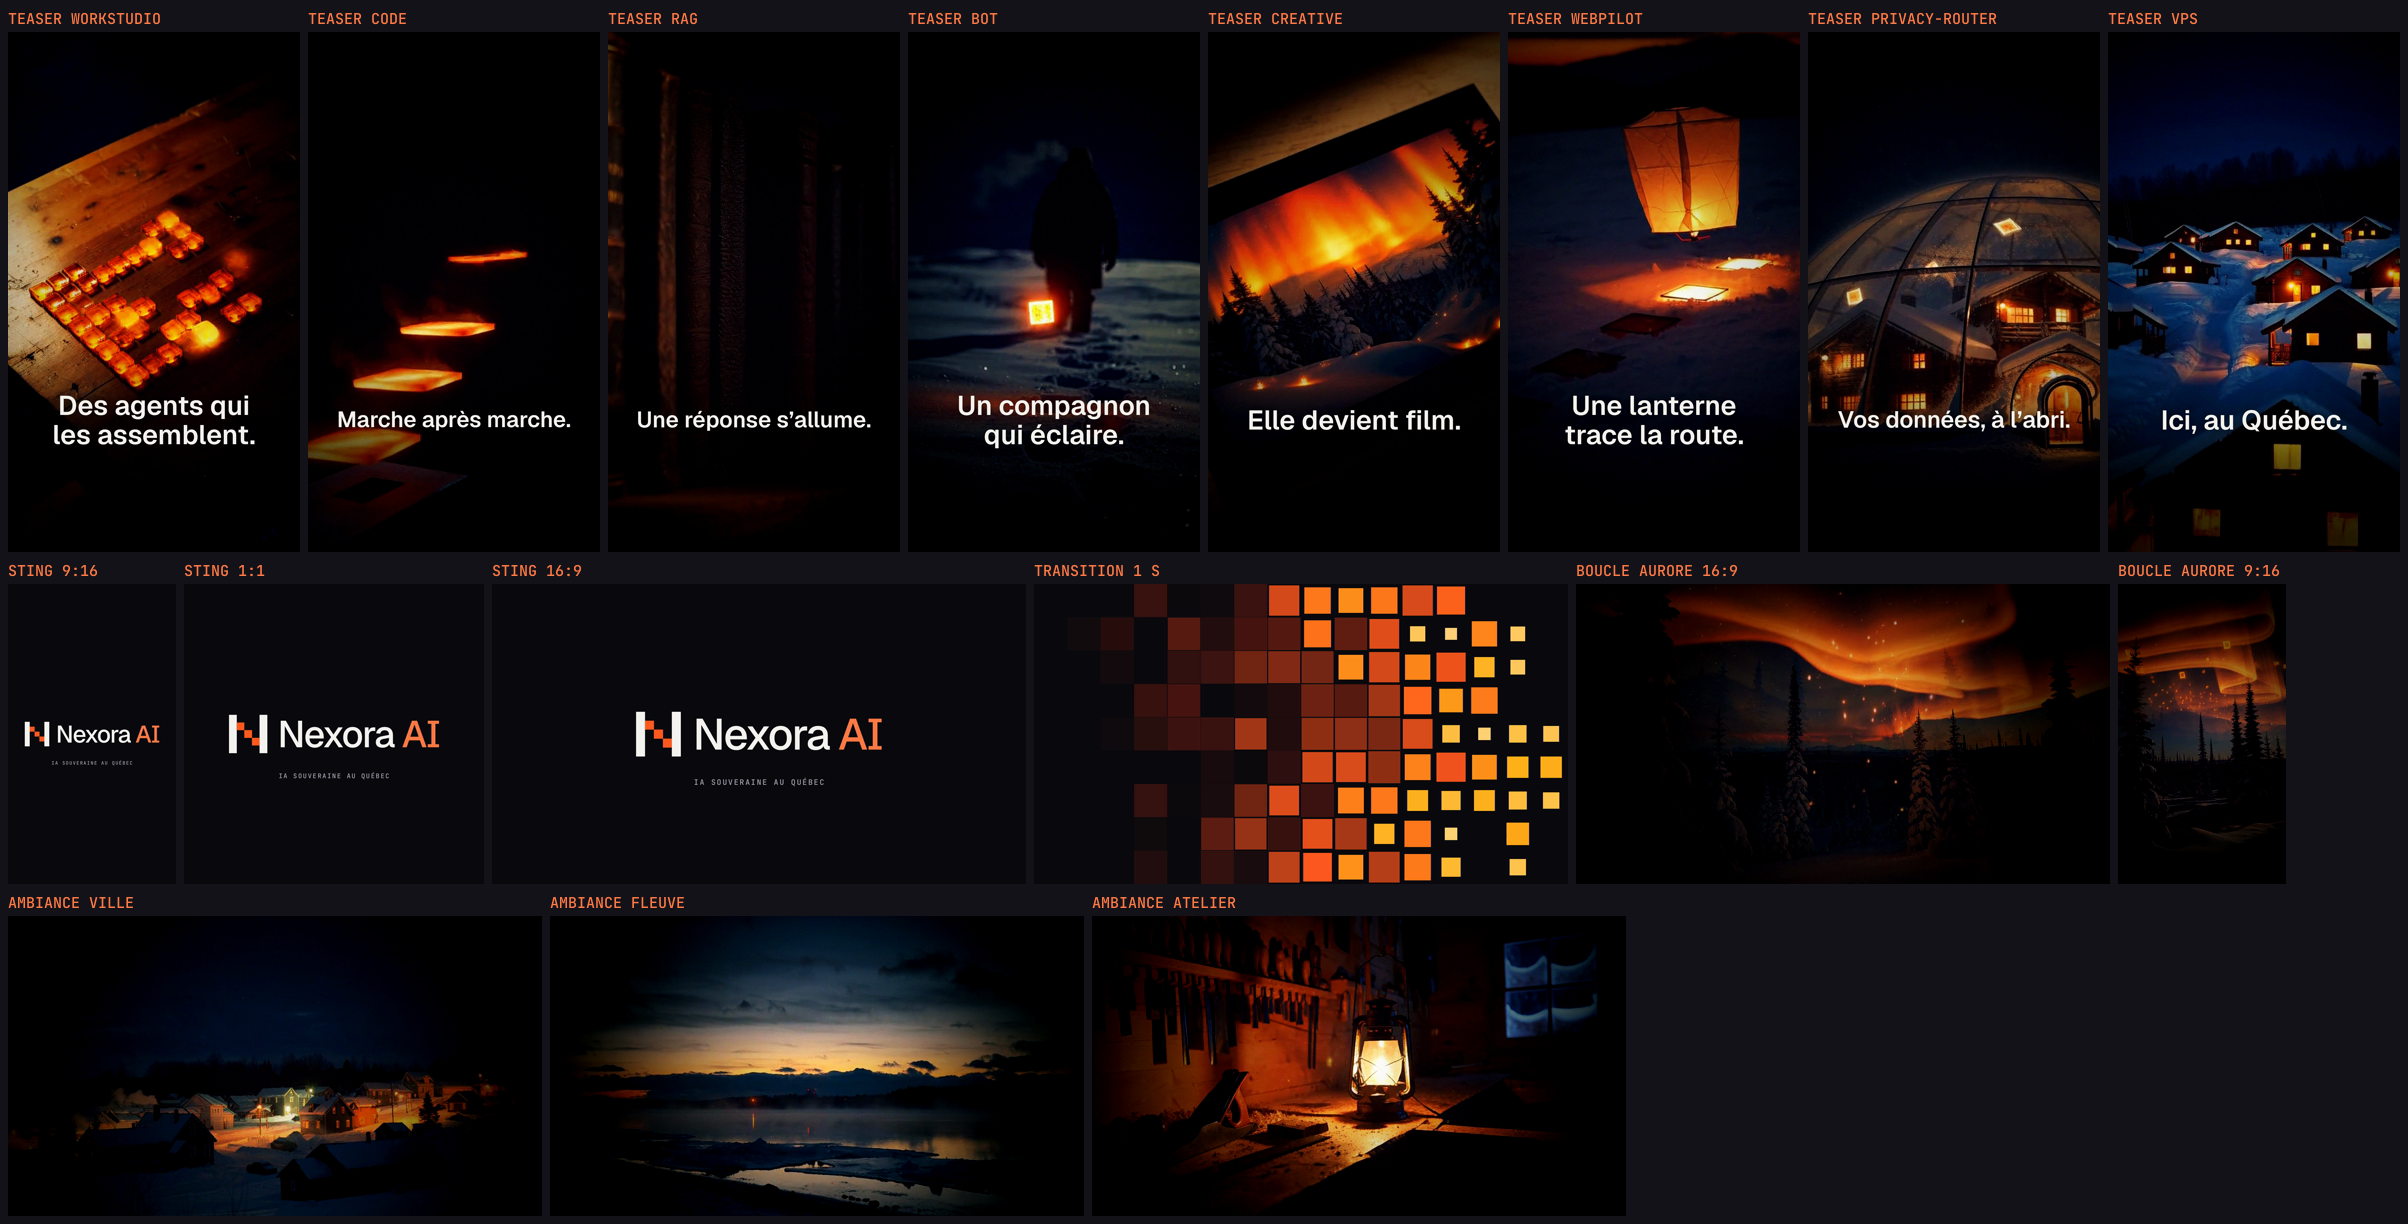 TEASER WORKSTUDIO
TEASER CODE
TEASER RAG
TEASER BOT
TEASER CREATIVE
TEASER WEBPILOT
TEASER PRIVACY-ROUTER
TEASER VPS
Des agents qui
les assemblent.
Marche après marche.
Une réponse s’allume.
Un compagnon
qui éclaire.
Elle devient film.
Une lanterne
trace la route.
Vos données, à l’abri.
Ici, au Québec.
STING 9:16
STING 1:1
STING 16:9
TRANSITION 1 S
BOUCLE AURORE 16:9
BOUCLE AURORE 9:16
Nexora AI
IA SOUVERAINE AU QUÉBEC
Nexora AI
IA SOUVERAINE AU QUÉBEC
Nexora AI
IA SOUVERAINE AU QUÉBEC
AMBIANCE VILLE
AMBIANCE FLEUVE
AMBIANCE ATELIER